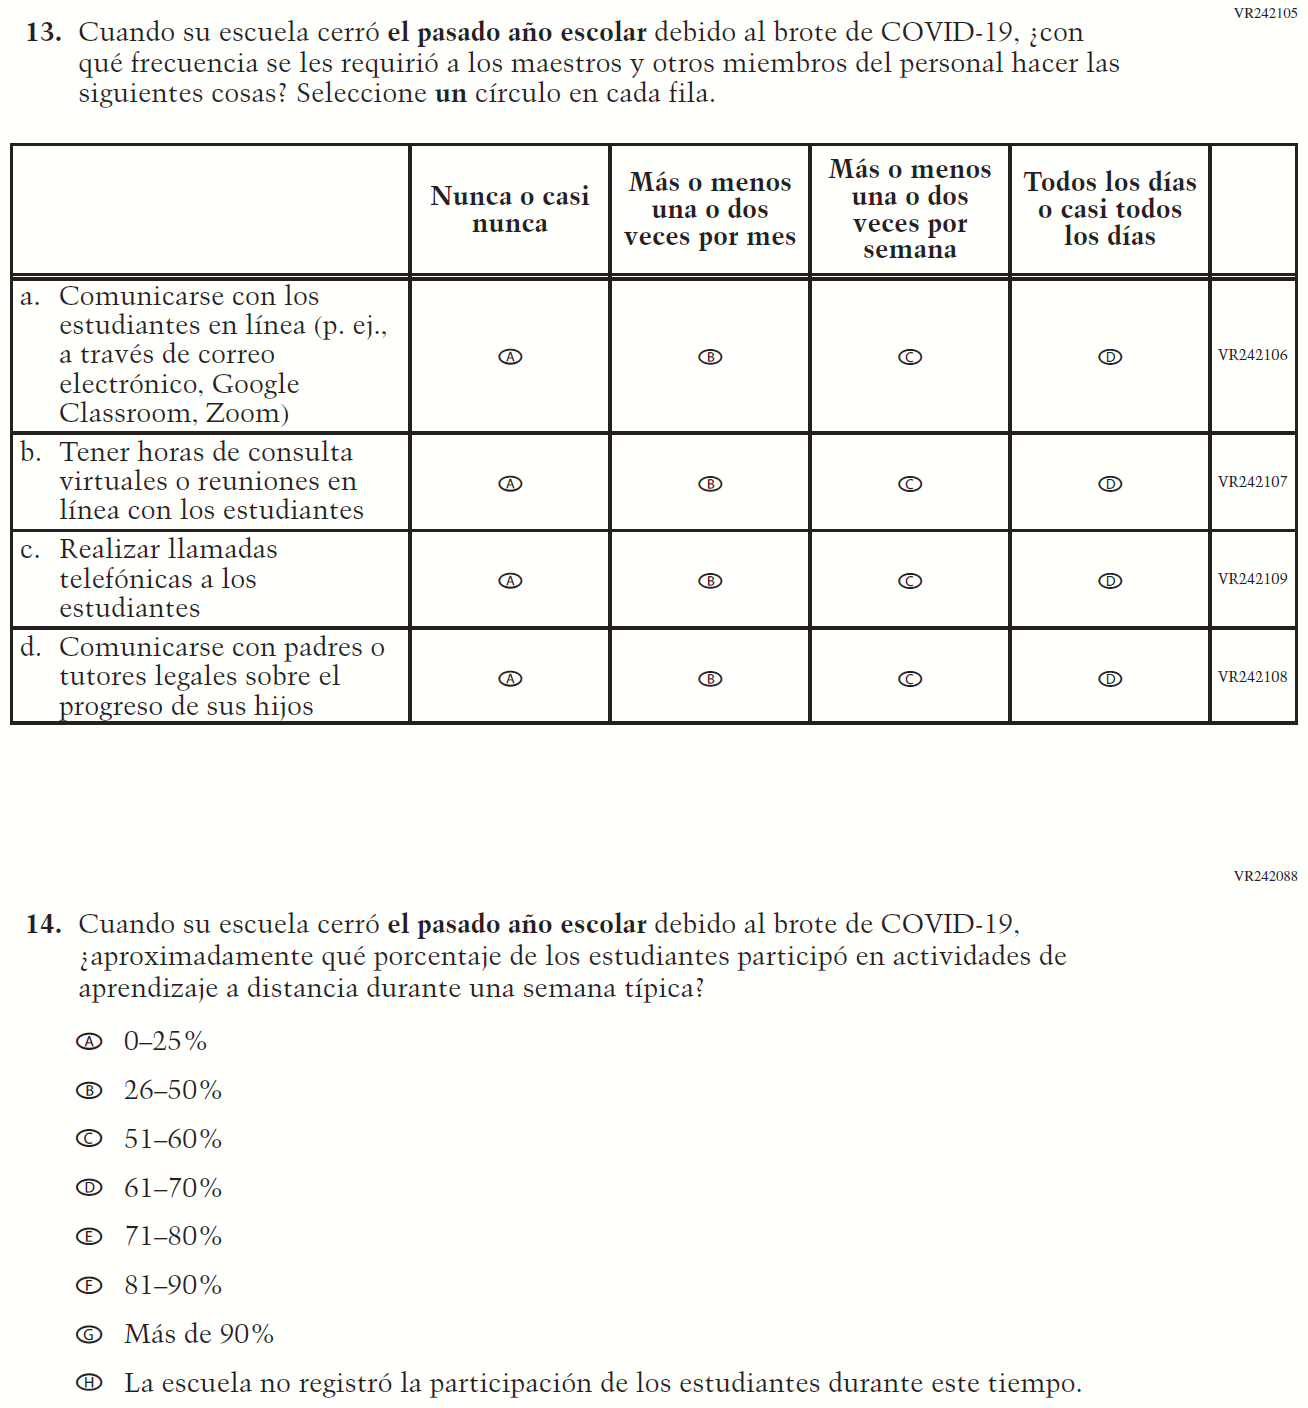 VR242105
13. Cuando su escuela cerró el pasado año escolar debido al brote de COVID-19, ¿con
qué frecuencia se les requirió a los maestros y otros miembros del personal hacer las
siguientes cosas? Seleccione un círculo en cada fila.
Nunca o casi
nunca
Más o menos
una o dos
veces por mes
Más o menos
una o dos
veces por
semana
Todos los días
o casi todos
los días
a. Comunicarse con los
estudiantes en línea (p. ej.,
a través de correo
electrónico, Google
Classroom, Zoom)
A B C D VR242106
b. Tener horas de consulta
virtuales o reuniones en
línea con los estudiantes
A B C D VR242107
c. Realizar llamadas
telefónicas a los
estudiantes
A B C D VR242109
d. Comunicarse con padres o
tutores legales sobre el
progreso de sus hijos
A B C D VR242108
VR242088
14. Cuando su escuela cerró el pasado año escolar debido al brote de COVID-19,
¿aproximadamente qué porcentaje de los estudiantes participó en actividades de
aprendizaje a distancia durante una semana típica?
A 0–25%
B 26–50%
C 51–60%
D 61–70%
E 71–80%
F 81–90%
G Más de 90%
H La escuela no registró la participación de los estudiantes durante este tiempo.